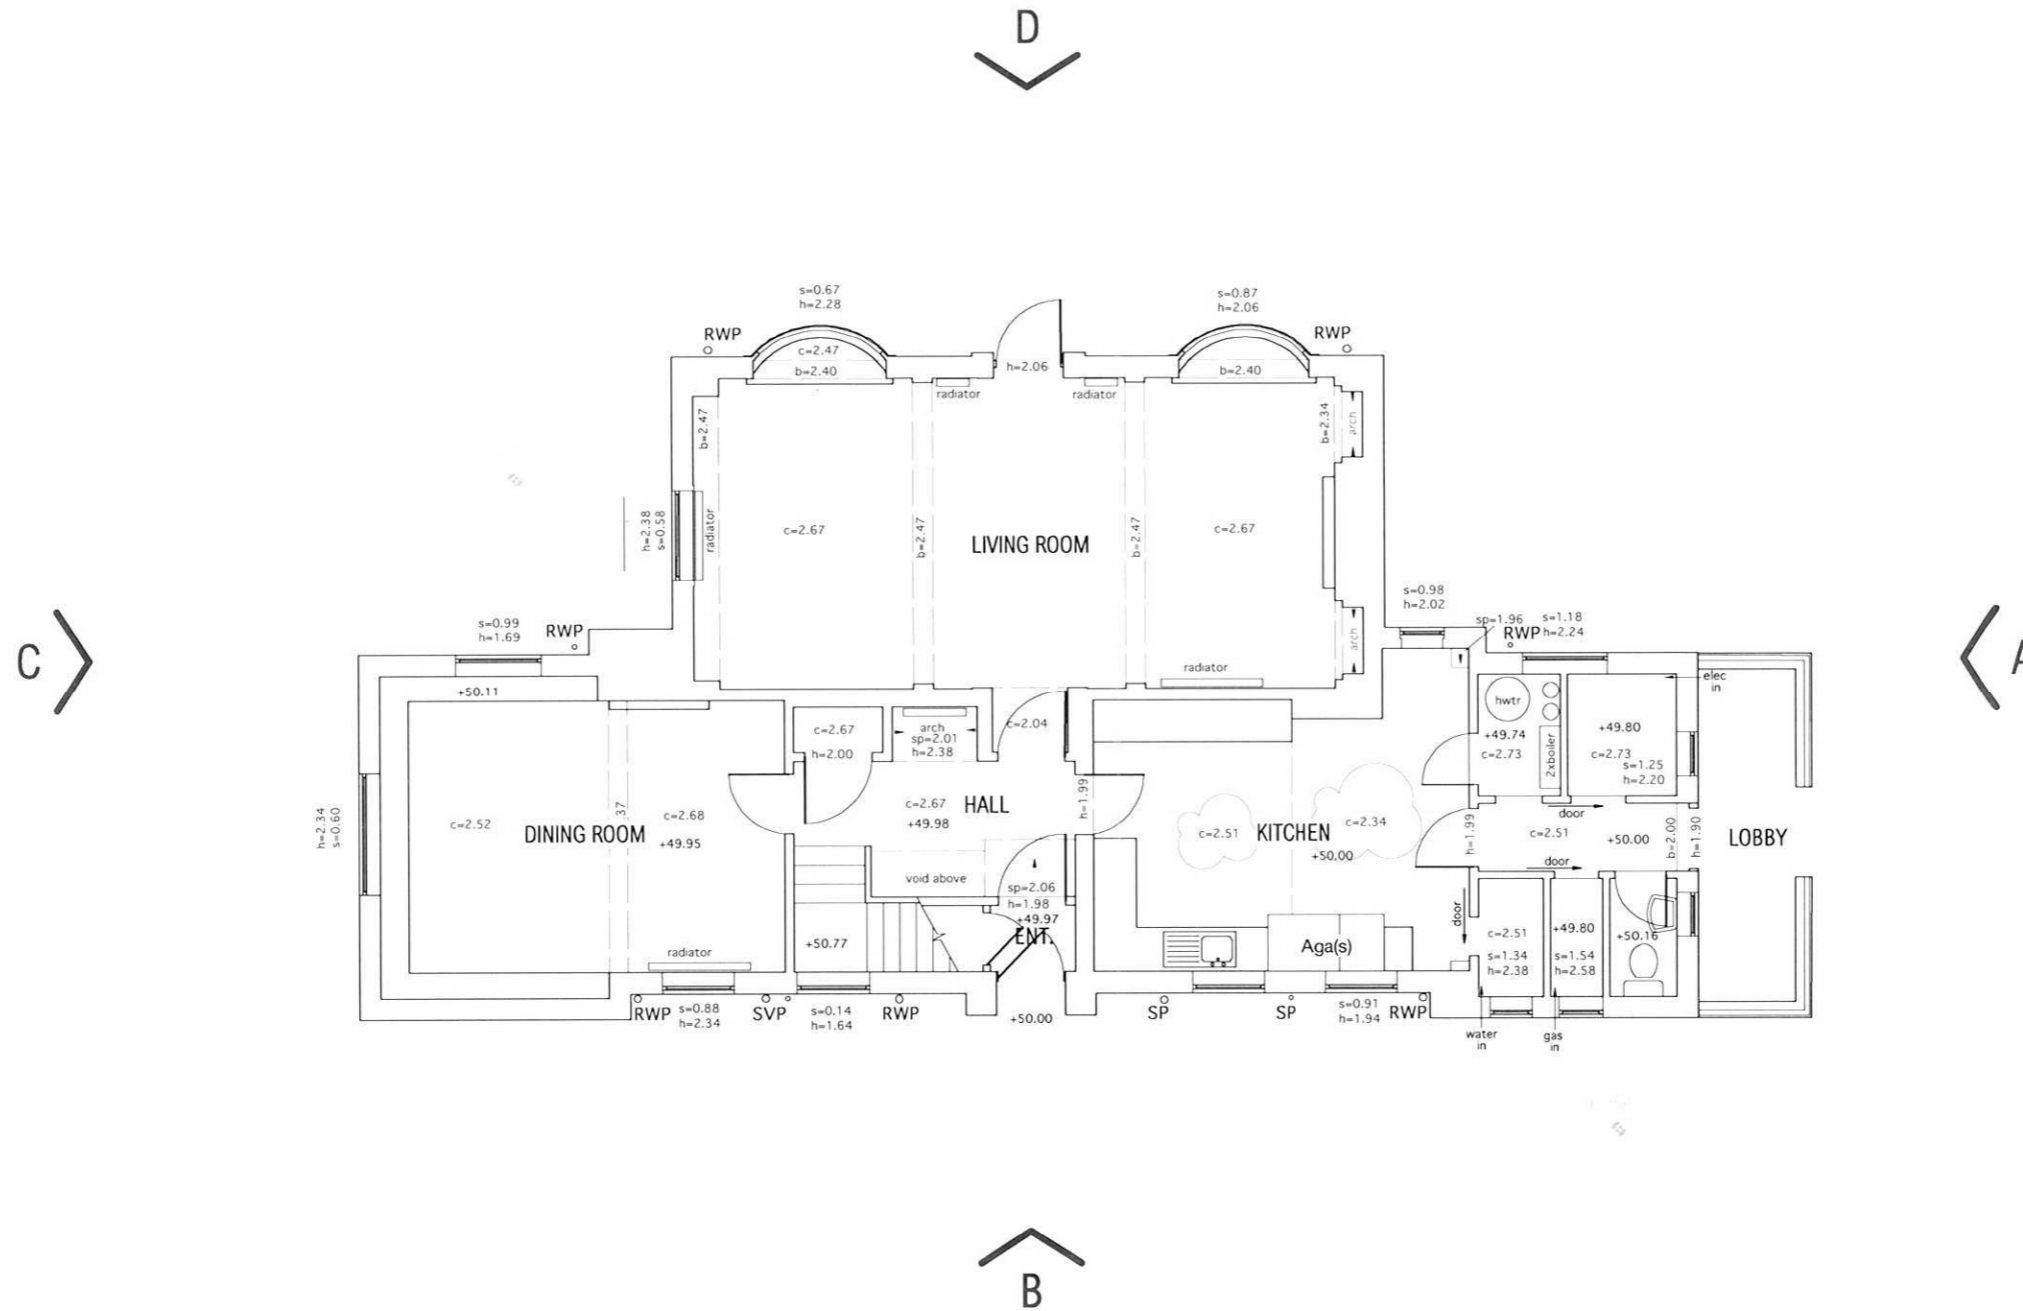 D
s=0.67
h=2.28
s=0.87
h=2.06
RWP
RWP
c=2.47
b=2.40
h=2.06
b=2.40
radiator
radiator
b=2.47
b=2.34
arch
c=2.67
b=2.47
LIVING ROOM
b=2.47
c=2.67
h=2.38
s=0.58
radiator
s=0.98
h=2.02
s=0.99
h=1.69
RWP
sp=1.96
s=1.18
h=2.24
RWP
arch
radiator
C
A
+50.11
elec
in
hwtr
c=2.67
h=2.00
arch
sp=2.01
h=2.38
c=2.04
+49.74
c=2.73
2xboiler
+49.80
c=2.73
s=1.25
h=2.20
h=2.34
s=0.60
c=2.52
DINING ROOM
.37
c=2.68
+49.95
c=2.67
+49.98
HALL
h=1.99
c=2.51
KITCHEN
c=2.34
+50.00
h=1.99
door
c=2.51
+50.00
b=2.00
h=1.90
LOBBY
door
void above
sp=2.06
h=1.98
+49.97
ENT.
+50.77
radiator
Aga(s)
door
c=2.51
s=1.34
h=2.38
+49.80
s=1.54
h=2.58
+50.16
RWP
s=0.88
h=2.34
SVP
s=0.14
h=1.64
RWP
+50.00
SP
SP
s=0.91
h=1.94
RWP
water
in
gas
in
B